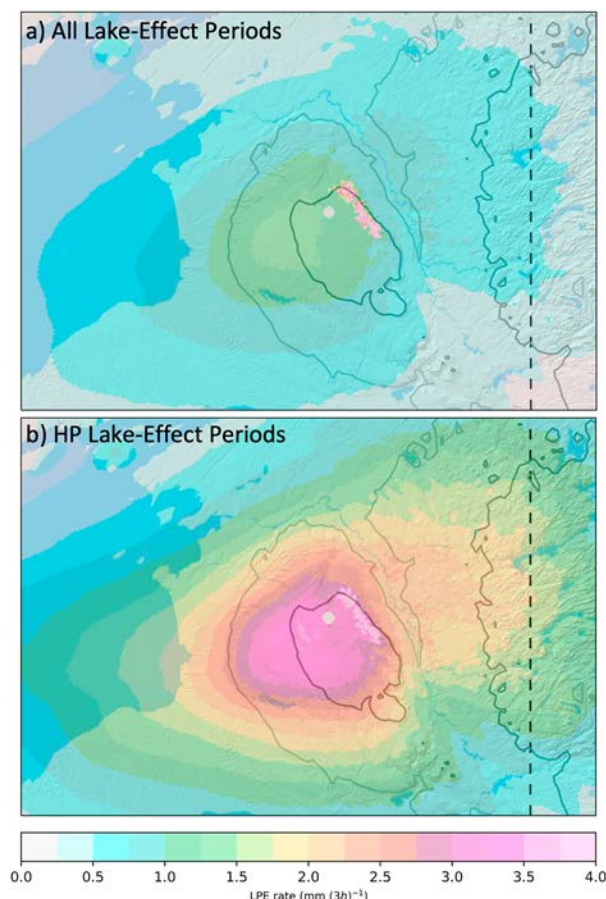 a) All Lake-Effect Periods
b) HP Lake-Effect Periods
0.0 0.5 1.0 1.5 2.0 2.5 3.0 3.5 4.0
LPE rate (mm (3h)⁻¹)